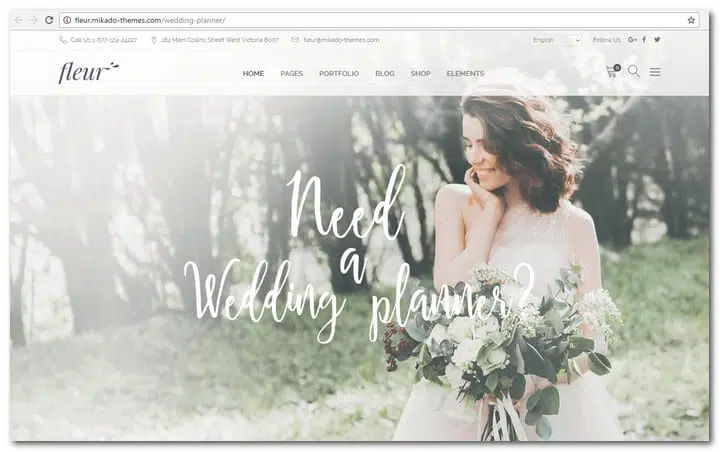 fleur.mikado-themes.com/wedding-planner/
Call Us 1-677-124-44227 184 Main Collins Street West Victoria 8007 fleur@mikado-themes.com English Follow Us
fleur HOME PAGES PORTFOLIO BLOG SHOP ELEMENTS 0
Need
a
Wedding planner?